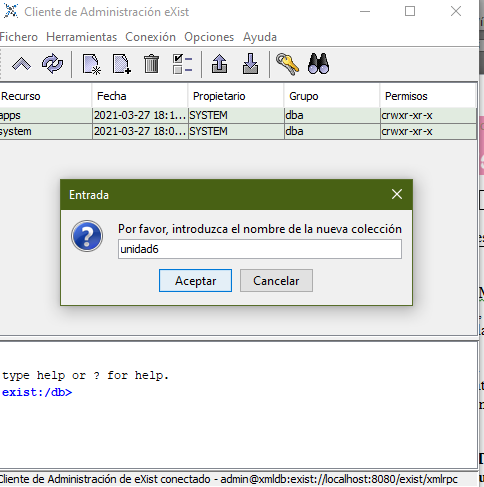 Cliente de Administración eXist
Fichero Herramientas Conexión Opciones Ayuda
Recurso Fecha Propietario Grupo Permisos
apps 2021-03-27 18:1... SYSTEM dba crwxr-xr-x
system 2021-03-27 18:0... SYSTEM dba crwxr-xr-x
Entrada
Por favor, introduzca el nombre de la nueva colección
unidad6
Aceptar Cancelar
type help or ? for help.
exist:/db>
Cliente de Administración de eXist conectado - admin@xmldb:exist://localhost:8080/exist/xmlrpc